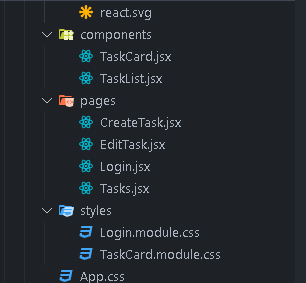 react.svg
components
TaskCard.jsx
TaskList.jsx
pages
CreateTask.jsx
EditTask.jsx
Login.jsx
Tasks.jsx
styles
Login.module.css
TaskCard.module.css
App.css